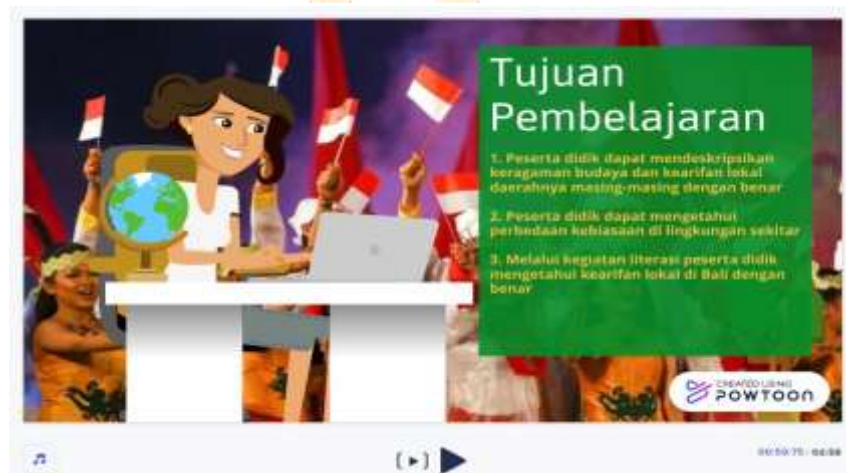 Tujuan
Pembelajaran
1. Peserta didik dapat mendeskripsikan
keragaman budaya dan kearifan lokal
daerahnya masing-masing dengan benar
2. Peserta didik dapat mengetahui
perbedaan kebiasaan di lingkungan sekitar
3. Melalui kegiatan literasi peserta didik
mengetahui kearifan lokal di Bali dengan
benar
CREATED USING
POWTOON